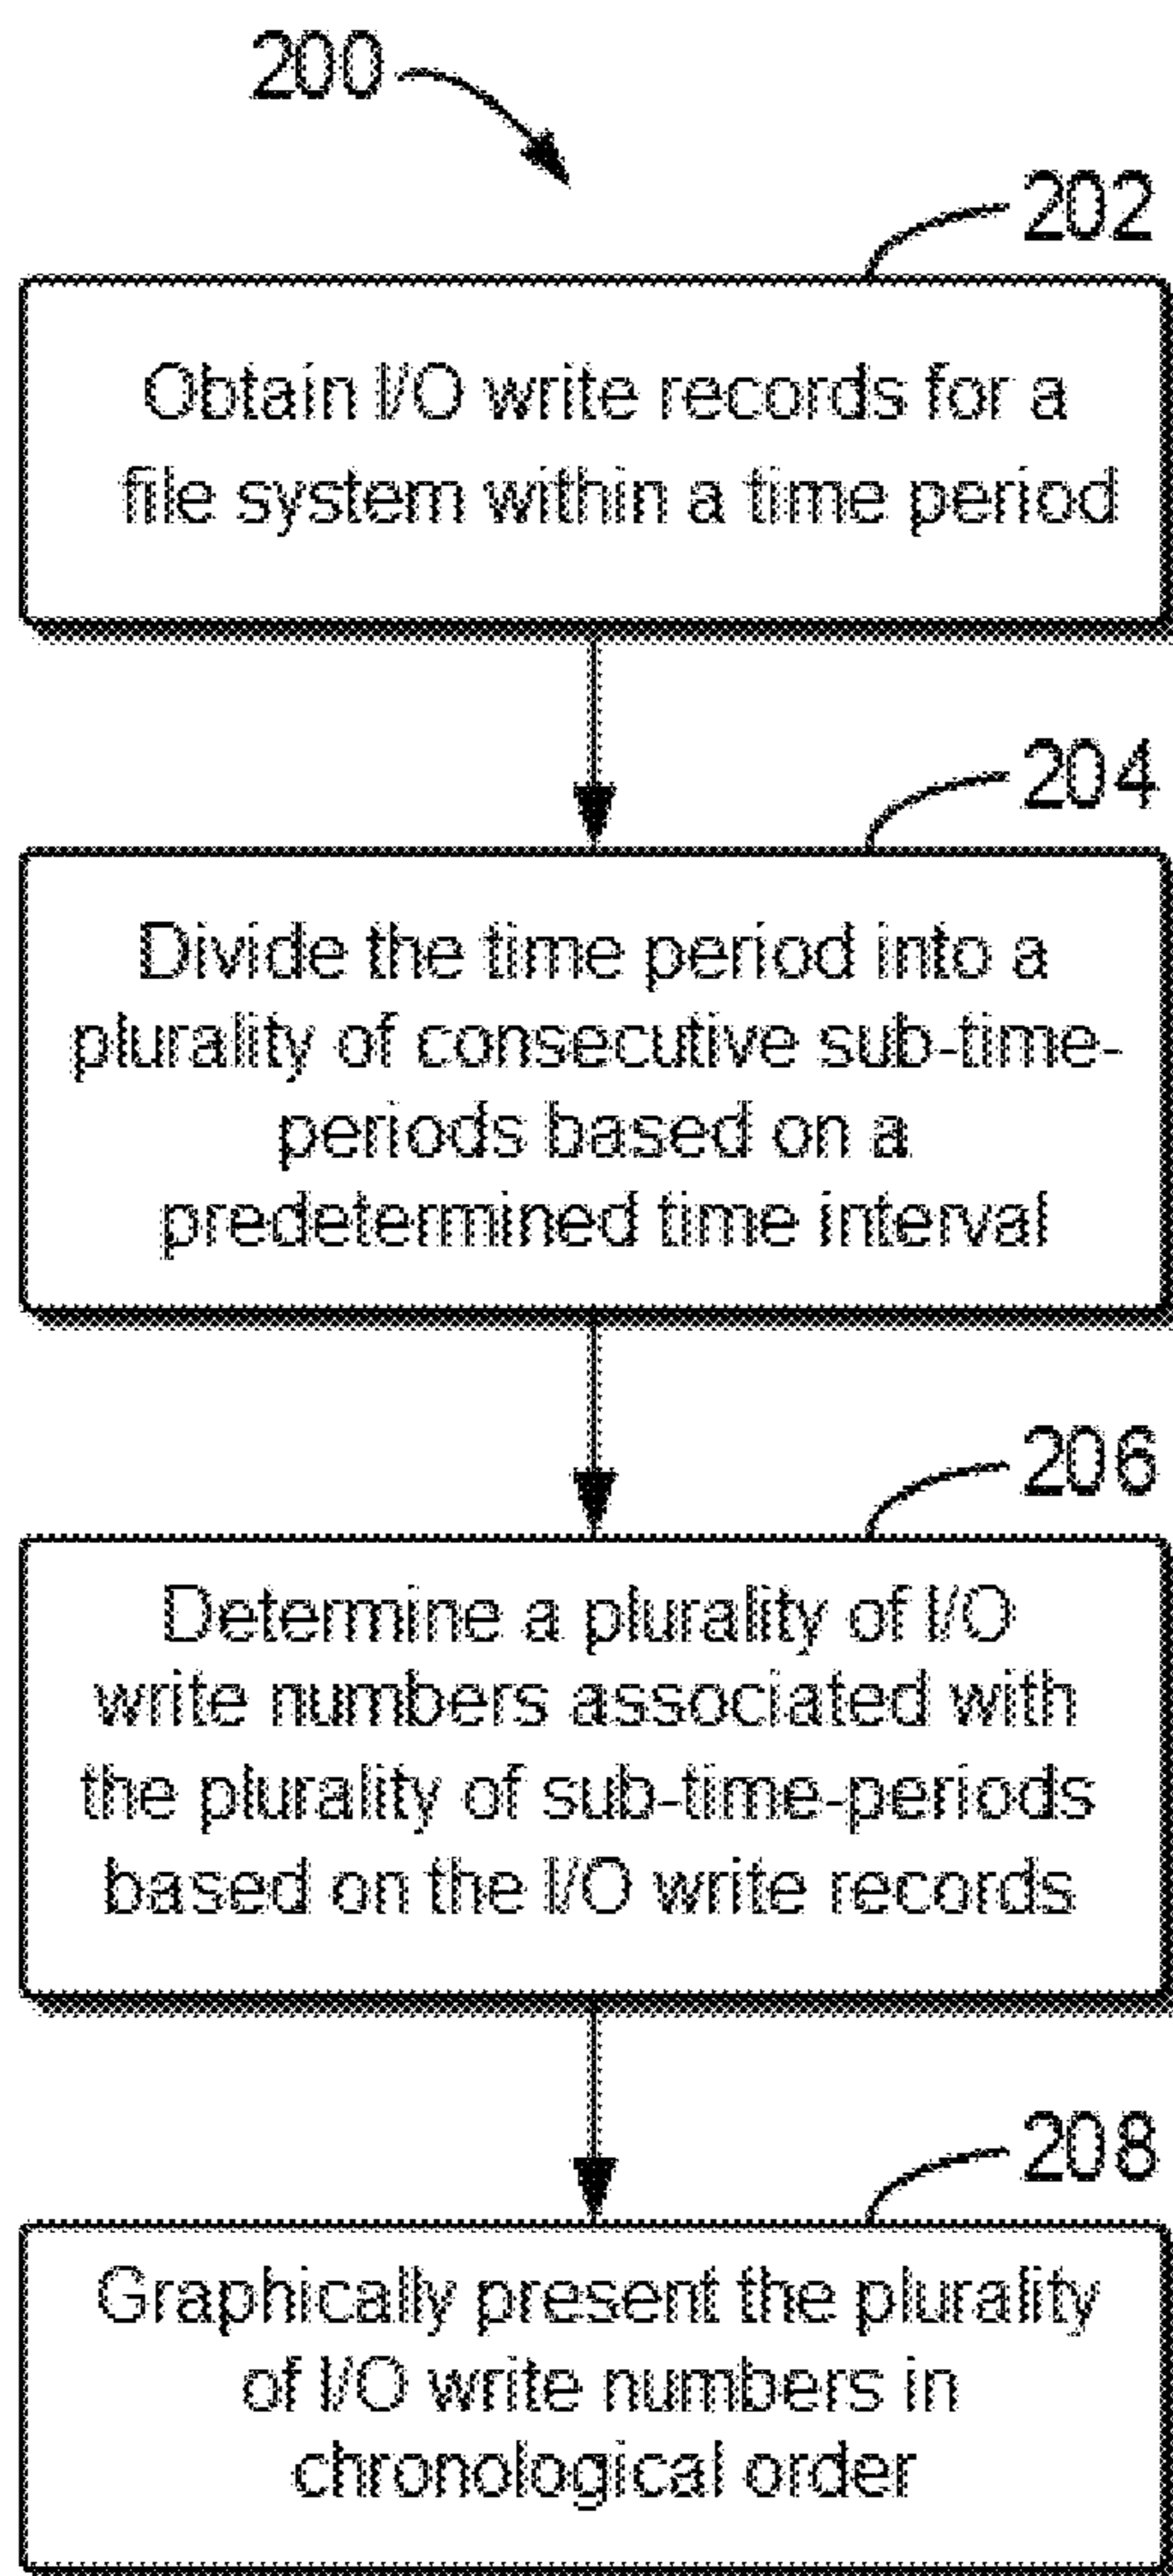 200
202
Obtain I/O write records for a
file system within a time period
204
Divide the time period into a
plurality of consecutive sub-time-
periods based on a
predetermined time interval
206
Determine a plurality of I/O
write numbers associated with
the plurality of sub-time-periods
based on the I/O write records
208
Graphically present the plurality
of I/O write numbers in
chronological order